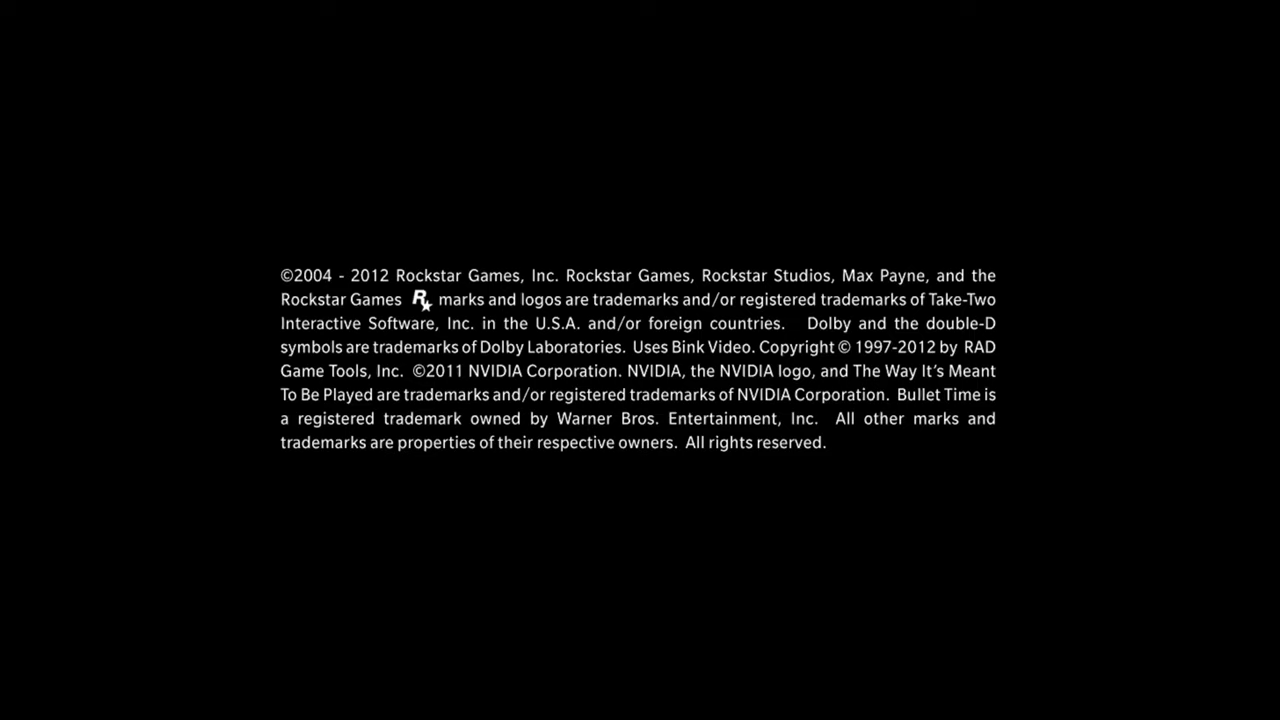 ©2004 - 2012 Rockstar Games, Inc. Rockstar Games, Rockstar Studios, Max Payne, and the
Rockstar Games R★ marks and logos are trademarks and/or registered trademarks of Take-Two
Interactive Software, Inc. in the U.S.A. and/or foreign countries. Dolby and the double-D
symbols are trademarks of Dolby Laboratories. Uses Bink Video. Copyright © 1997-2012 by RAD
Game Tools, Inc. ©2011 NVIDIA Corporation. NVIDIA, the NVIDIA logo, and The Way It's Meant
To Be Played are trademarks and/or registered trademarks of NVIDIA Corporation. Bullet Time is
a registered trademark owned by Warner Bros. Entertainment, Inc. All other marks and
trademarks are properties of their respective owners. All rights reserved.